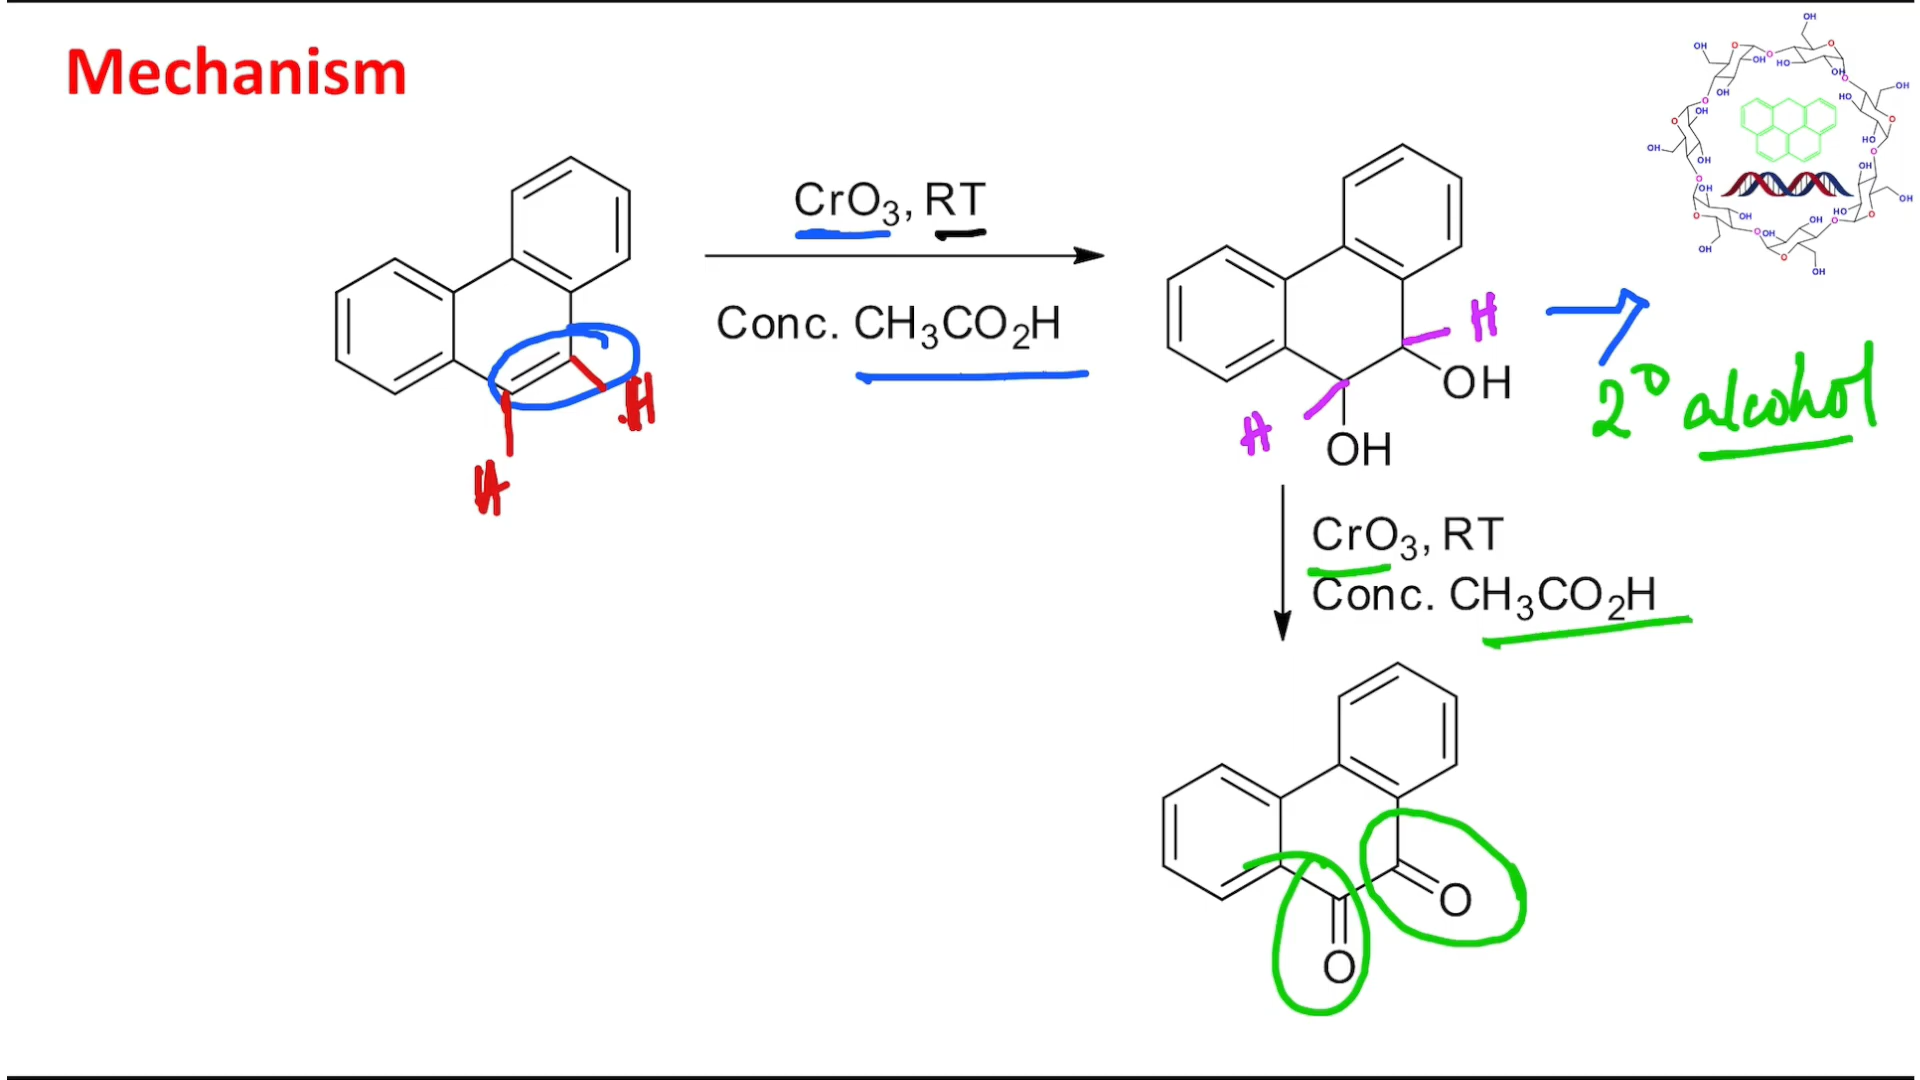 Mechanism
CrO₃, RT
Conc. CH₃CO₂H
H
H
H
H
OH
OH
2° alcohol
CrO₃, RT
Conc. CH₃CO₂H
O
O